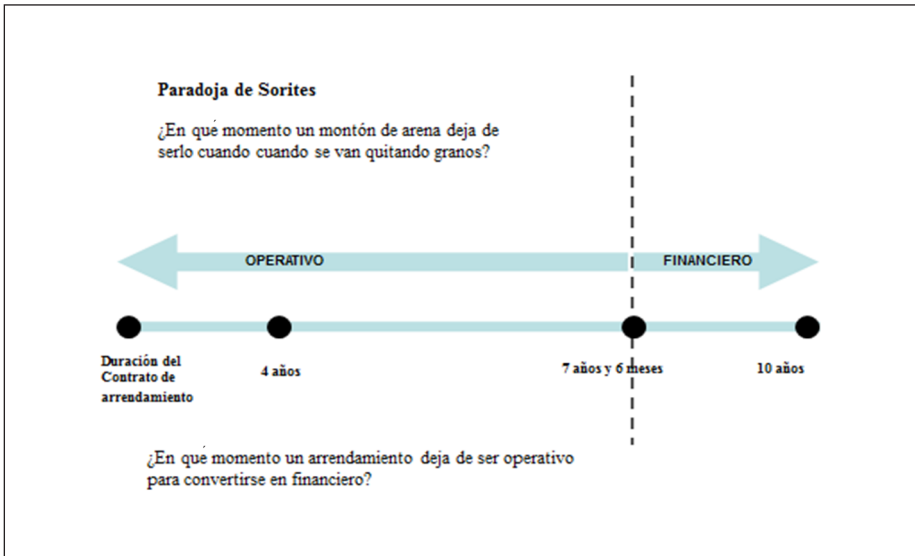 Paradoja de Sorites
¿En qué momento un montón de arena deja de
serlo cuando cuando se van quitando granos?
OPERATIVO
FINANCIERO
Duración del
Contrato de
arrendamiento
4 años
7 años y 6 meses
10 años
¿En qué momento un arrendamiento deja de ser operativo
para convertirse en financiero?